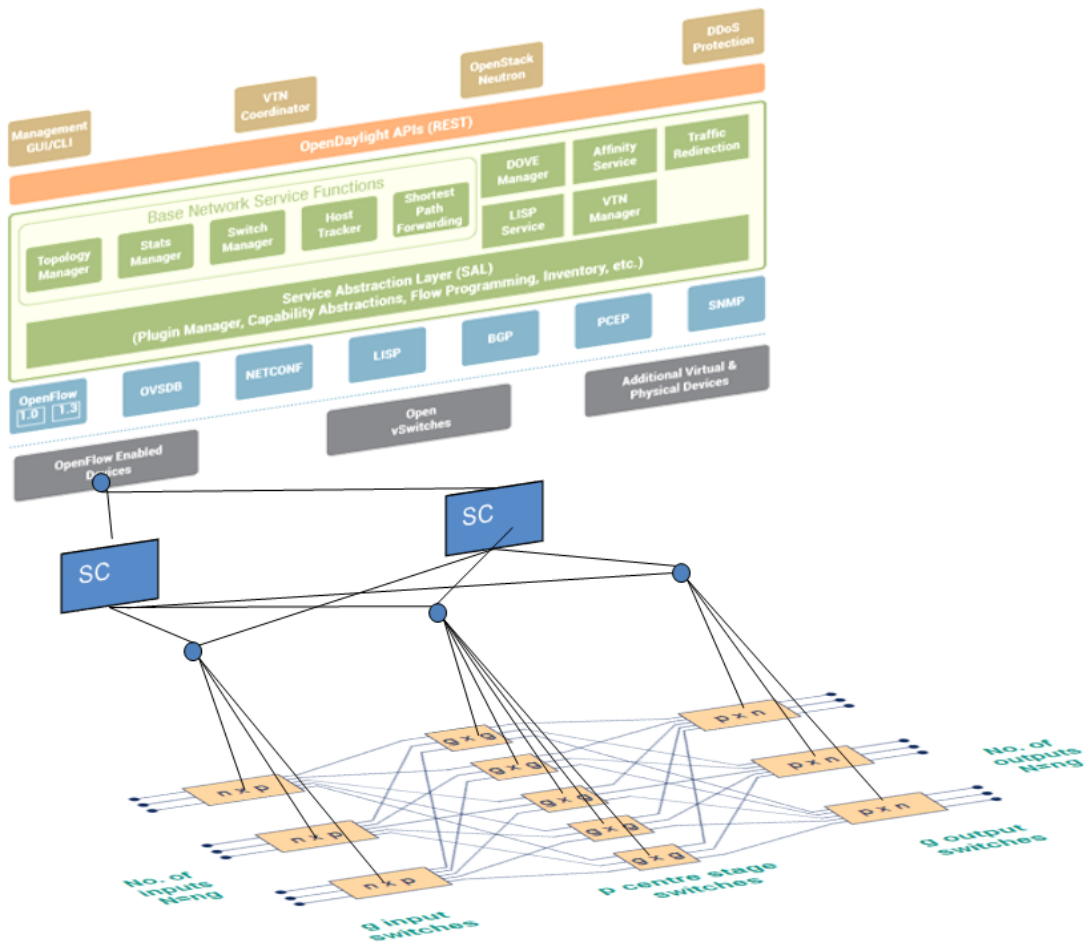 DDoS
Protection
OpenStack
Neutron
VTN
Coordinator
Management
GUI/CLI
OpenDaylight APIs (REST)
Base Network Service Functions
Topology
Manager
Stats
Manager
Switch
Manager
Host
Tracker
Shortest
Path
Forwarding
DOVE
Manager
Affinity
Service
Traffic
Redirection
LISP
Service
VTN
Manager
Service Abstraction Layer (SAL)
(Plugin Manager, Capability Abstractions, Flow Programming, Inventory, etc.)
OpenFlow
1.0 1.3
OVSDB
NETCONF
LISP
BGP
PCEP
SNMP
OpenFlow Enabled
Devices
Open
vSwitches
Additional Virtual &
Physical Devices
SC
SC
n x p
n x p
n x p
g x g
g x g
g x g
g x g
g x g
p x n
p x n
p x n
No. of
inputs
N=ng
g input
switches
p centre stage
switches
g output
switches
No. of
outputs
N=ng